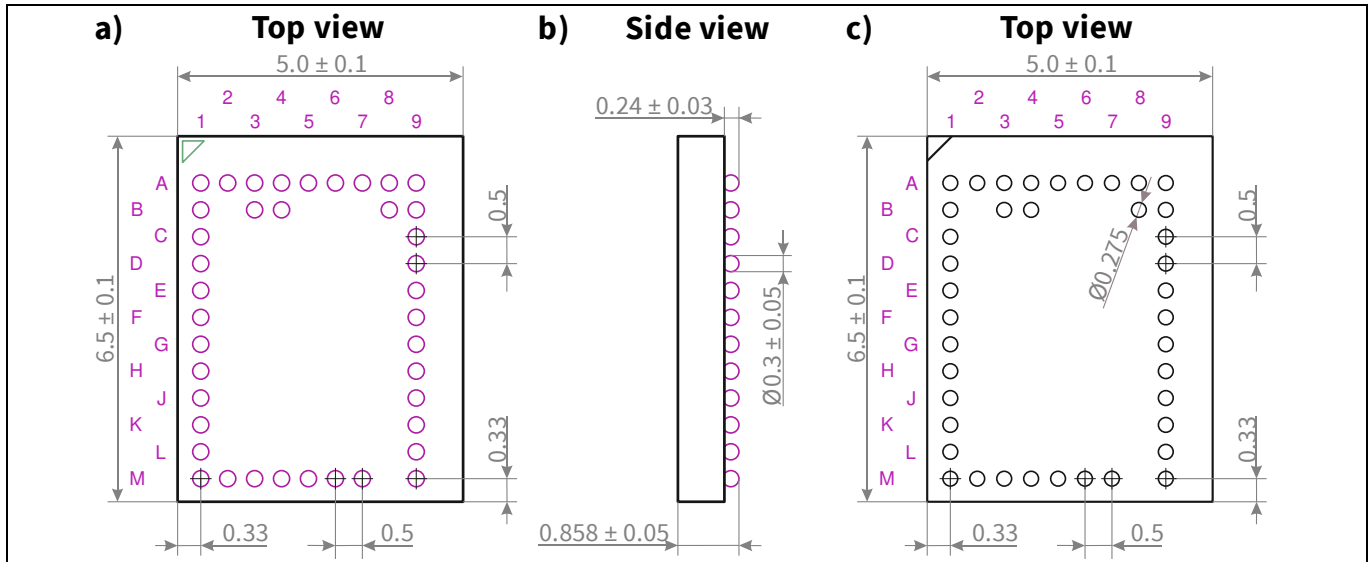 a) Top view
5.0 ± 0.1
2 4 6 8
1 3 5 7 9
A
B
C
D
E
F
G
H
J
K
L
M
6.5 ± 0.1
0.5
0.33
0.33
0.5
b) Side view
0.24 ± 0.03
Ø0.3 ± 0.05
0.858 ± 0.05
c) Top view
5.0 ± 0.1
2 4 6 8
1 3 5 7 9
A
B
C
D
E
F
G
H
J
K
L
M
6.5 ± 0.1
Ø0.275
0.5
0.33
0.33
0.5